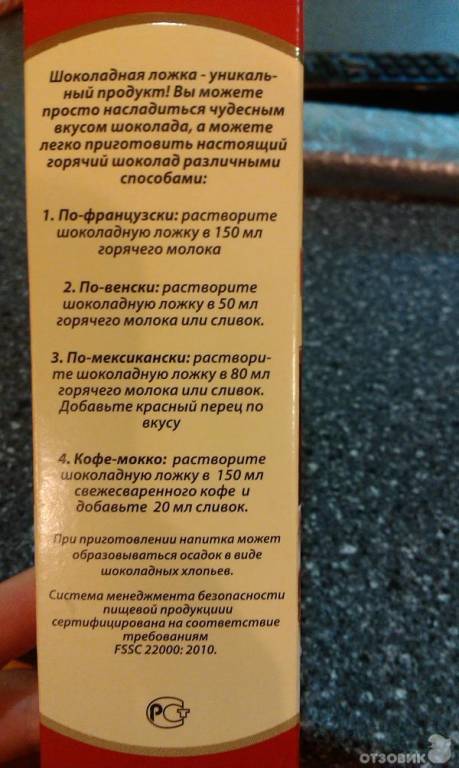 Шоколадная ложка - уникаль-
ный продукт! Вы можете
просто насладиться чудесным
вкусом шоколада, а можете
легко приготовить настоящий
горячий шоколад различными
способами:
1. По-французски: растворите
шоколадную ложку в 150 мл
горячего молока
2. По-венски: растворите
шоколадную ложку в 50 мл
горячего молока или сливок.
3. По-мексикански: раствори-
те шоколадную ложку в 80 мл
горячего молока или сливок.
Добавьте красный перец по
вкусу
4. Кофе-мокко: растворите
шоколадную ложку в 150 мл
свежесваренного кофе и
добавьте 20 мл сливок.
При приготовлении напитка может
образовываться осадок в виде
шоколадных хлопьев.
Система менеджмента безопасности
пищевой продукциии
сертифицирована на соответствие
требованиям
FSSC 22000: 2010.
РСТ
ОТЗОВИК